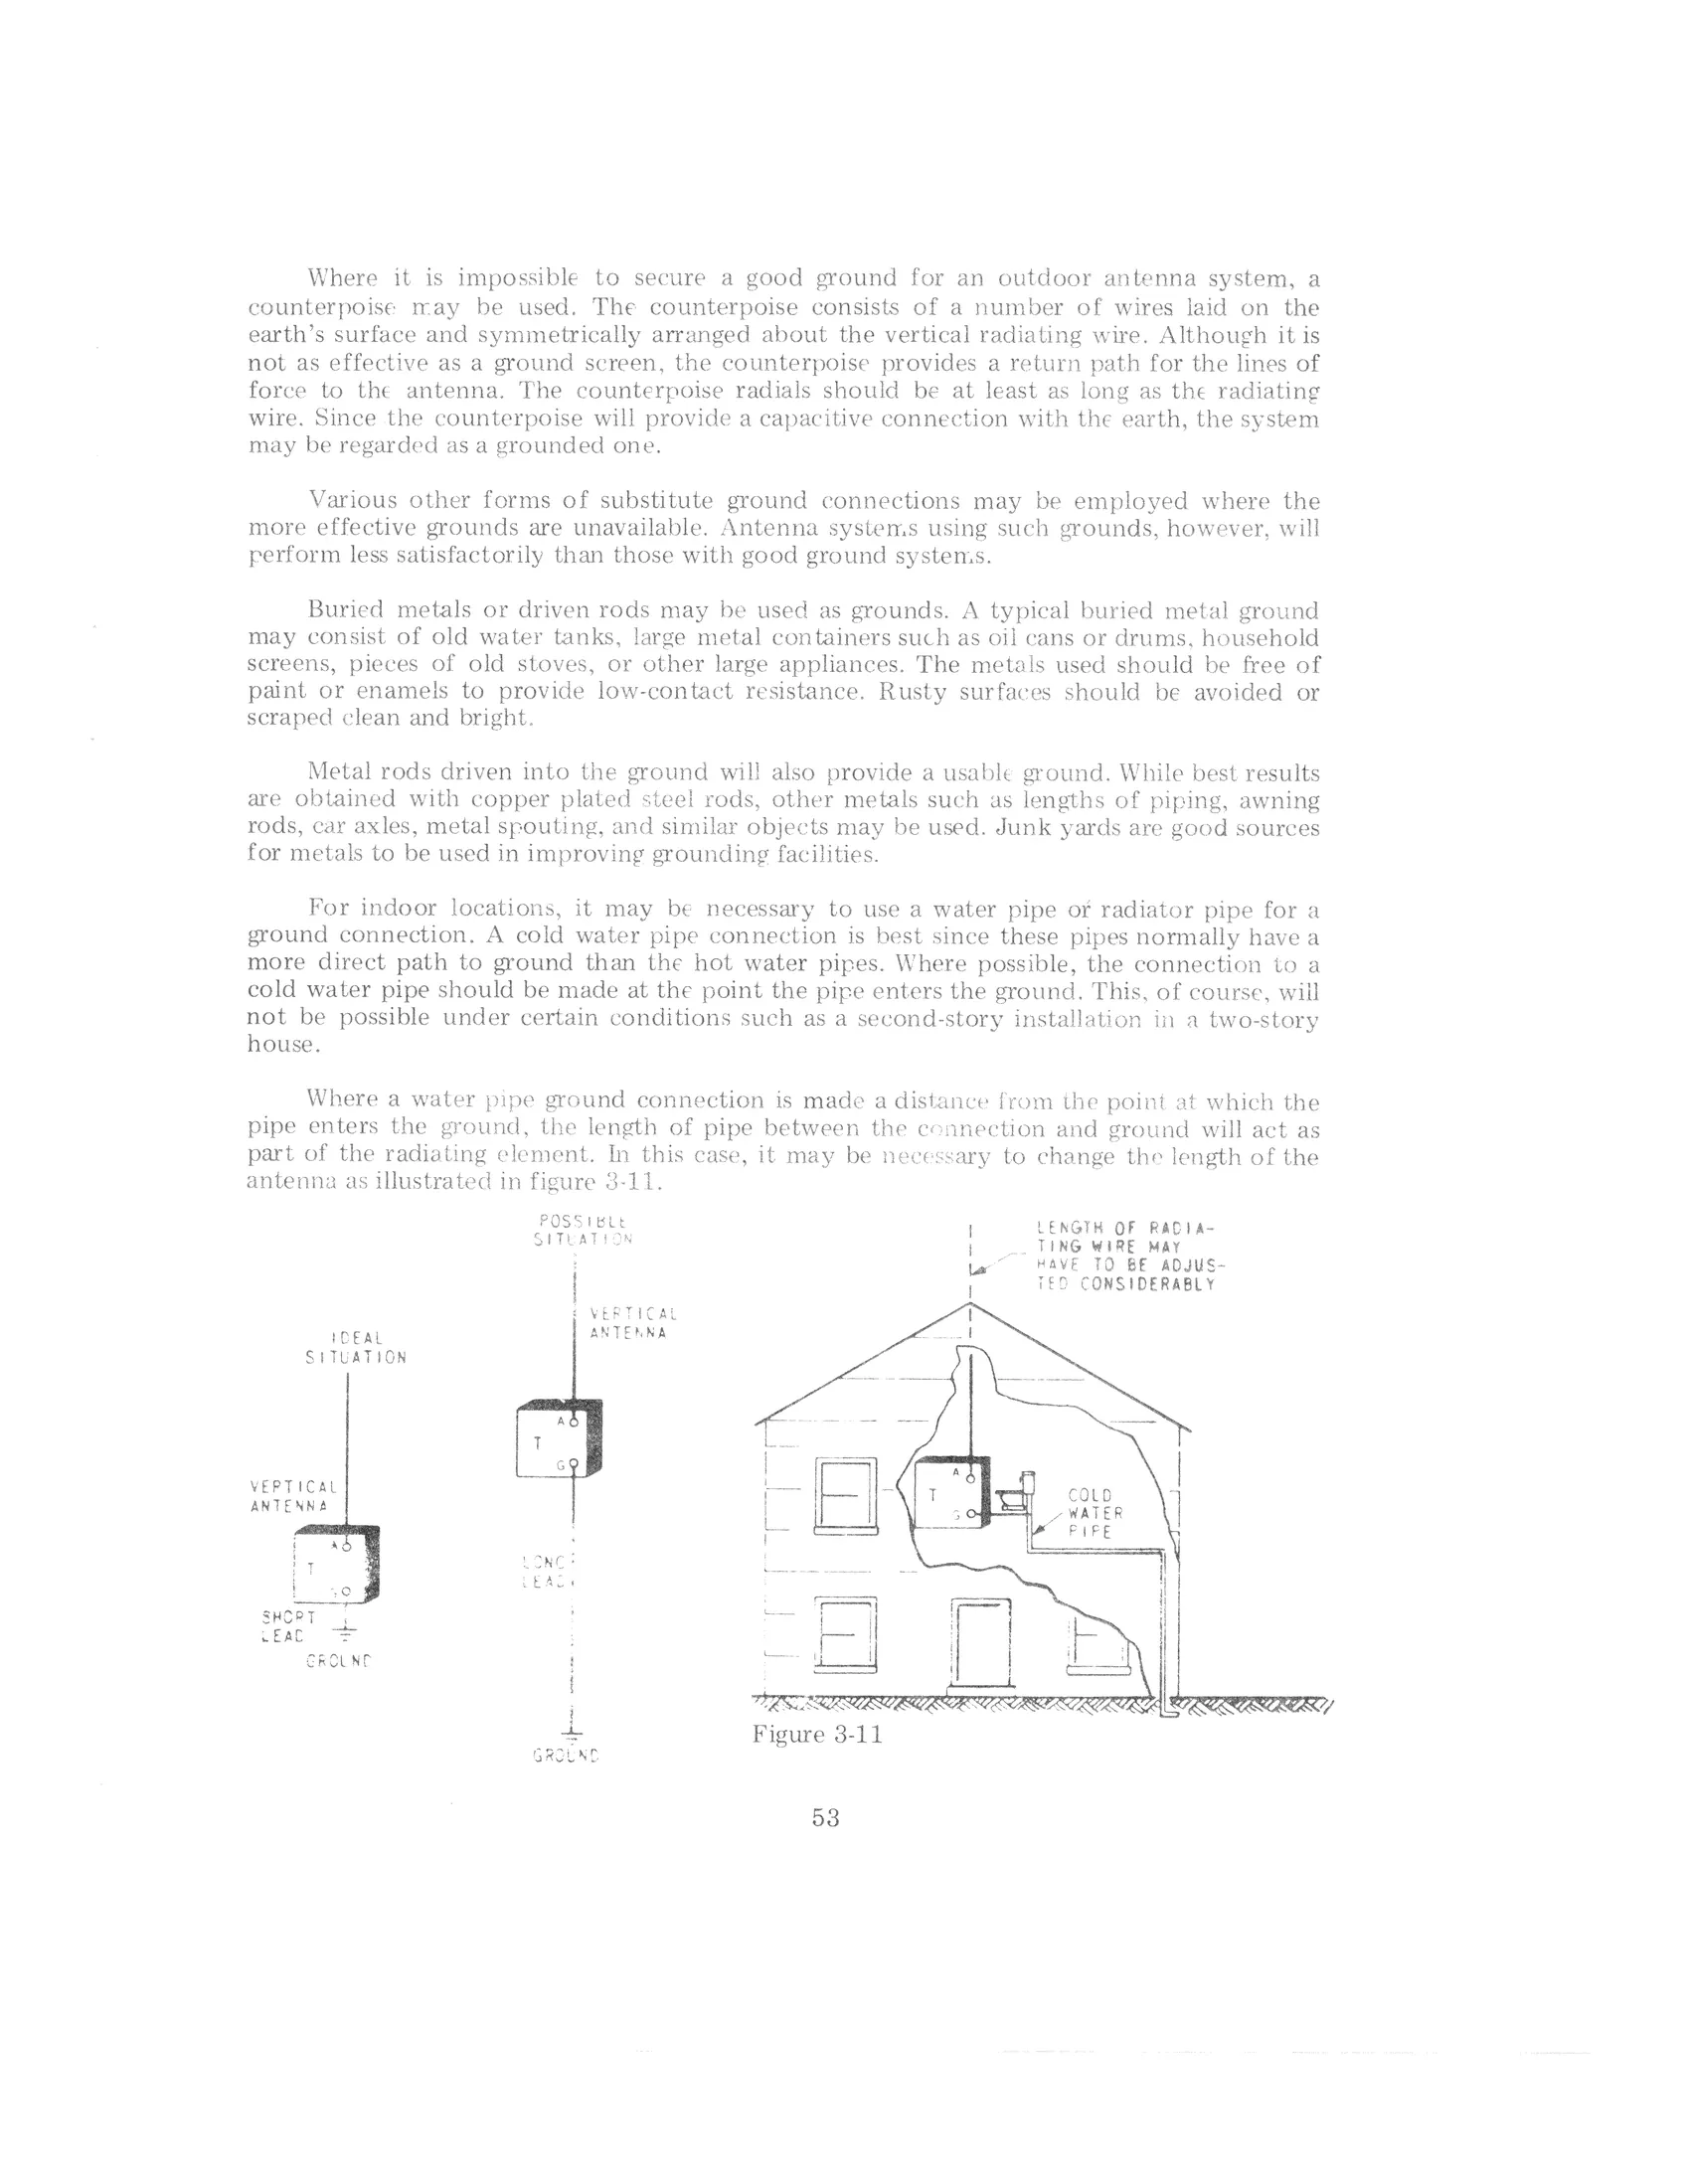 Where it is impossible to secure a good ground for an outdoor antenna system, a
counterpoise may be used. The counterpoise consists of a number of wires laid on the
earth's surface and symmetrically arranged about the vertical radiating wire. Although it is
not as effective as a ground screen, the counterpoise provides a return path for the lines of
force to the antenna. The counterpoise radials should be at least as long as the radiating
wire. Since the counterpoise will provide a capacitive connection with the earth, the system
may be regarded as a grounded one.
Various other forms of substitute ground connections may be employed where the
more effective grounds are unavailable. Antenna systems using such grounds, however, will
perform less satisfactorily than those with good ground systems.
Buried metals or driven rods may be used as grounds. A typical buried metal ground
may consist of old water tanks, large metal containers such as oil cans or drums, household
screens, pieces of old stoves, or other large appliances. The metals used should be free of
paint or enamels to provide low-contact resistance. Rusty surfaces should be avoided or
scraped clean and bright.
Metal rods driven into the ground will also provide a usable ground. While best results
are obtained with copper plated steel rods, other metals such as lengths of piping, awning
rods, car axles, metal spouting, and similar objects may be used. Junk yards are good sources
for metals to be used in improving grounding facilities.
For indoor locations, it may be necessary to use a water pipe or radiator pipe for a
ground connection. A cold water pipe connection is best since these pipes normally have a
more direct path to ground than the hot water pipes. Where possible, the connection to a
cold water pipe should be made at the point the pipe enters the ground. This, of course, will
not be possible under certain conditions such as a second-story installation in a two-story
house.
Where a water pipe ground connection is made a distance from the point at which the
pipe enters the ground, the length of pipe between the connection and ground will act as
part of the radiating element. In this case, it may be necessary to change the length of the
antenna as illustrated in figure 3-11.
IDEAL
SITUATION
VERTICAL
ANTENNA
A
T
G
SHORT
LEAD
GROUND
POSSIBLE
SITUATION
VERTICAL
ANTENNA
A
T
G
LONG
LEAD
GROUND
LENGTH OF RADIA-
TING WIRE MAY
HAVE TO BE ADJUS-
TED CONSIDERABLY
A
T
G
COLD
WATER
PIPE
Figure 3-11
53